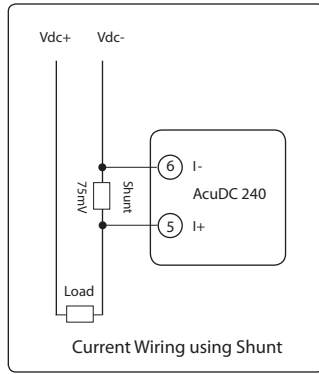 Vdc+ Vdc-
6 I-
AcuDC 240
Shunt
75mV
5 I+
Load
Current Wiring using Shunt